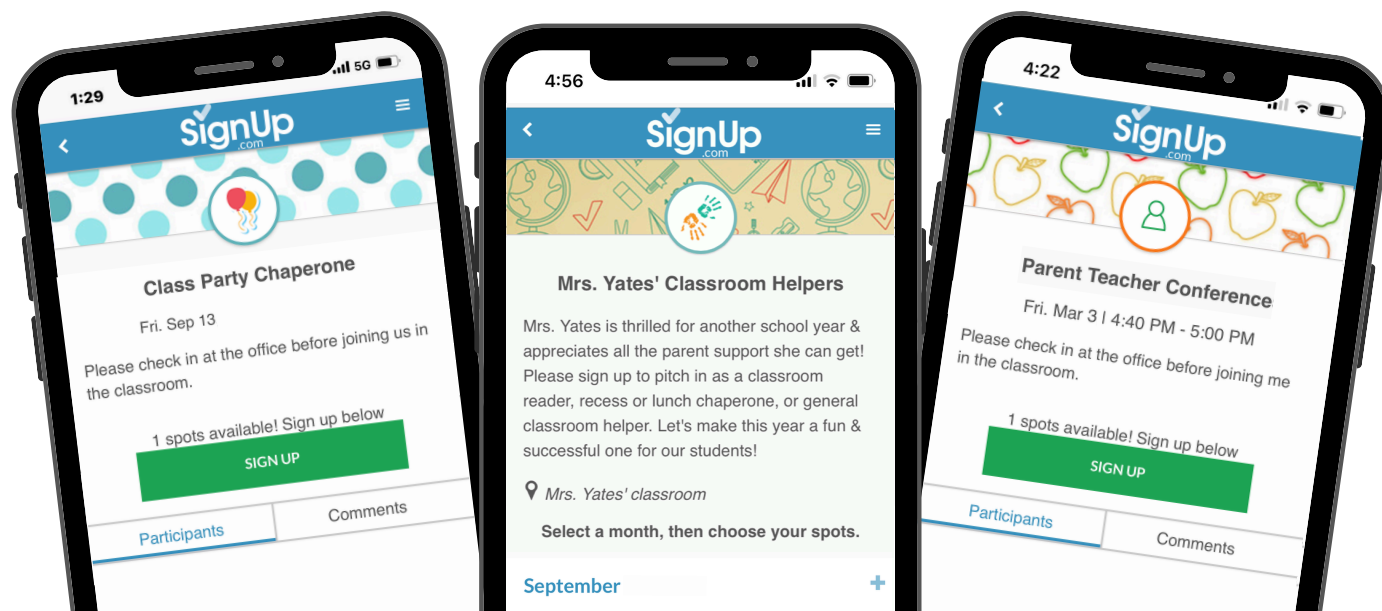 1:29
5G
SignUp
.com
Class Party Chaperone
Fri. Sep 13
Please check in at the office before joining us in
the classroom.
1 spots available! Sign up below
SIGN UP
Participants
Comments
4:56
SignUp
.com
Mrs. Yates' Classroom Helpers
Mrs. Yates is thrilled for another school year &
appreciates all the parent support she can get!
Please sign up to pitch in as a classroom
reader, recess or lunch chaperone, or general
classroom helper. Let's make this year a fun &
successful one for our students!
Mrs. Yates' classroom
Select a month, then choose your spots.
September
+
4:22
SignUp
.com
Parent Teacher Conference
Fri. Mar 3 | 4:40 PM - 5:00 PM
Please check in at the office before joining me
in the classroom.
1 spots available! Sign up below
SIGN UP
Participants
Comments